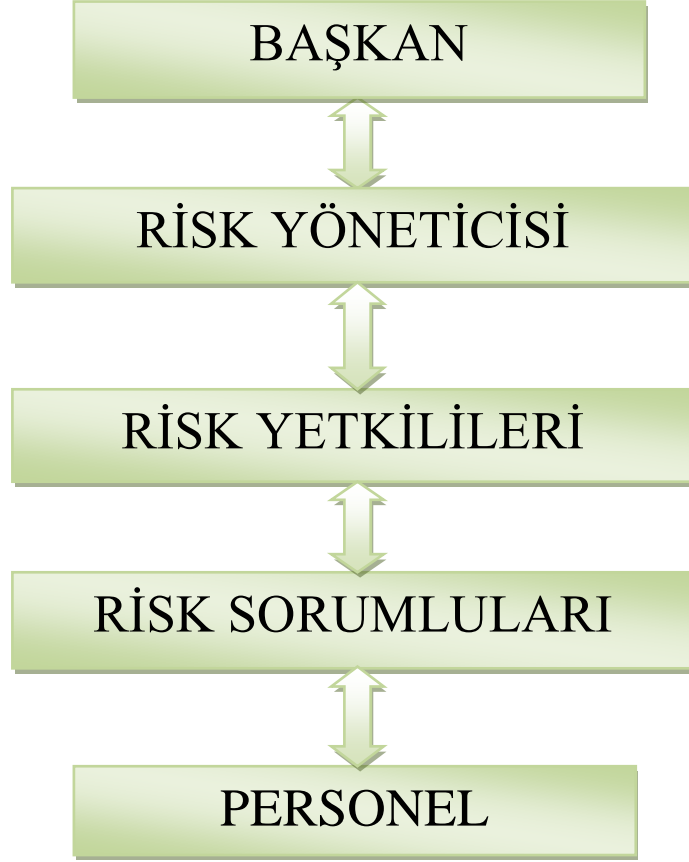 BAŞKAN
RİSK YÖNETİCİSİ
RİSK YETKİLİLERİ
RİSK SORUMLULARI
PERSONEL